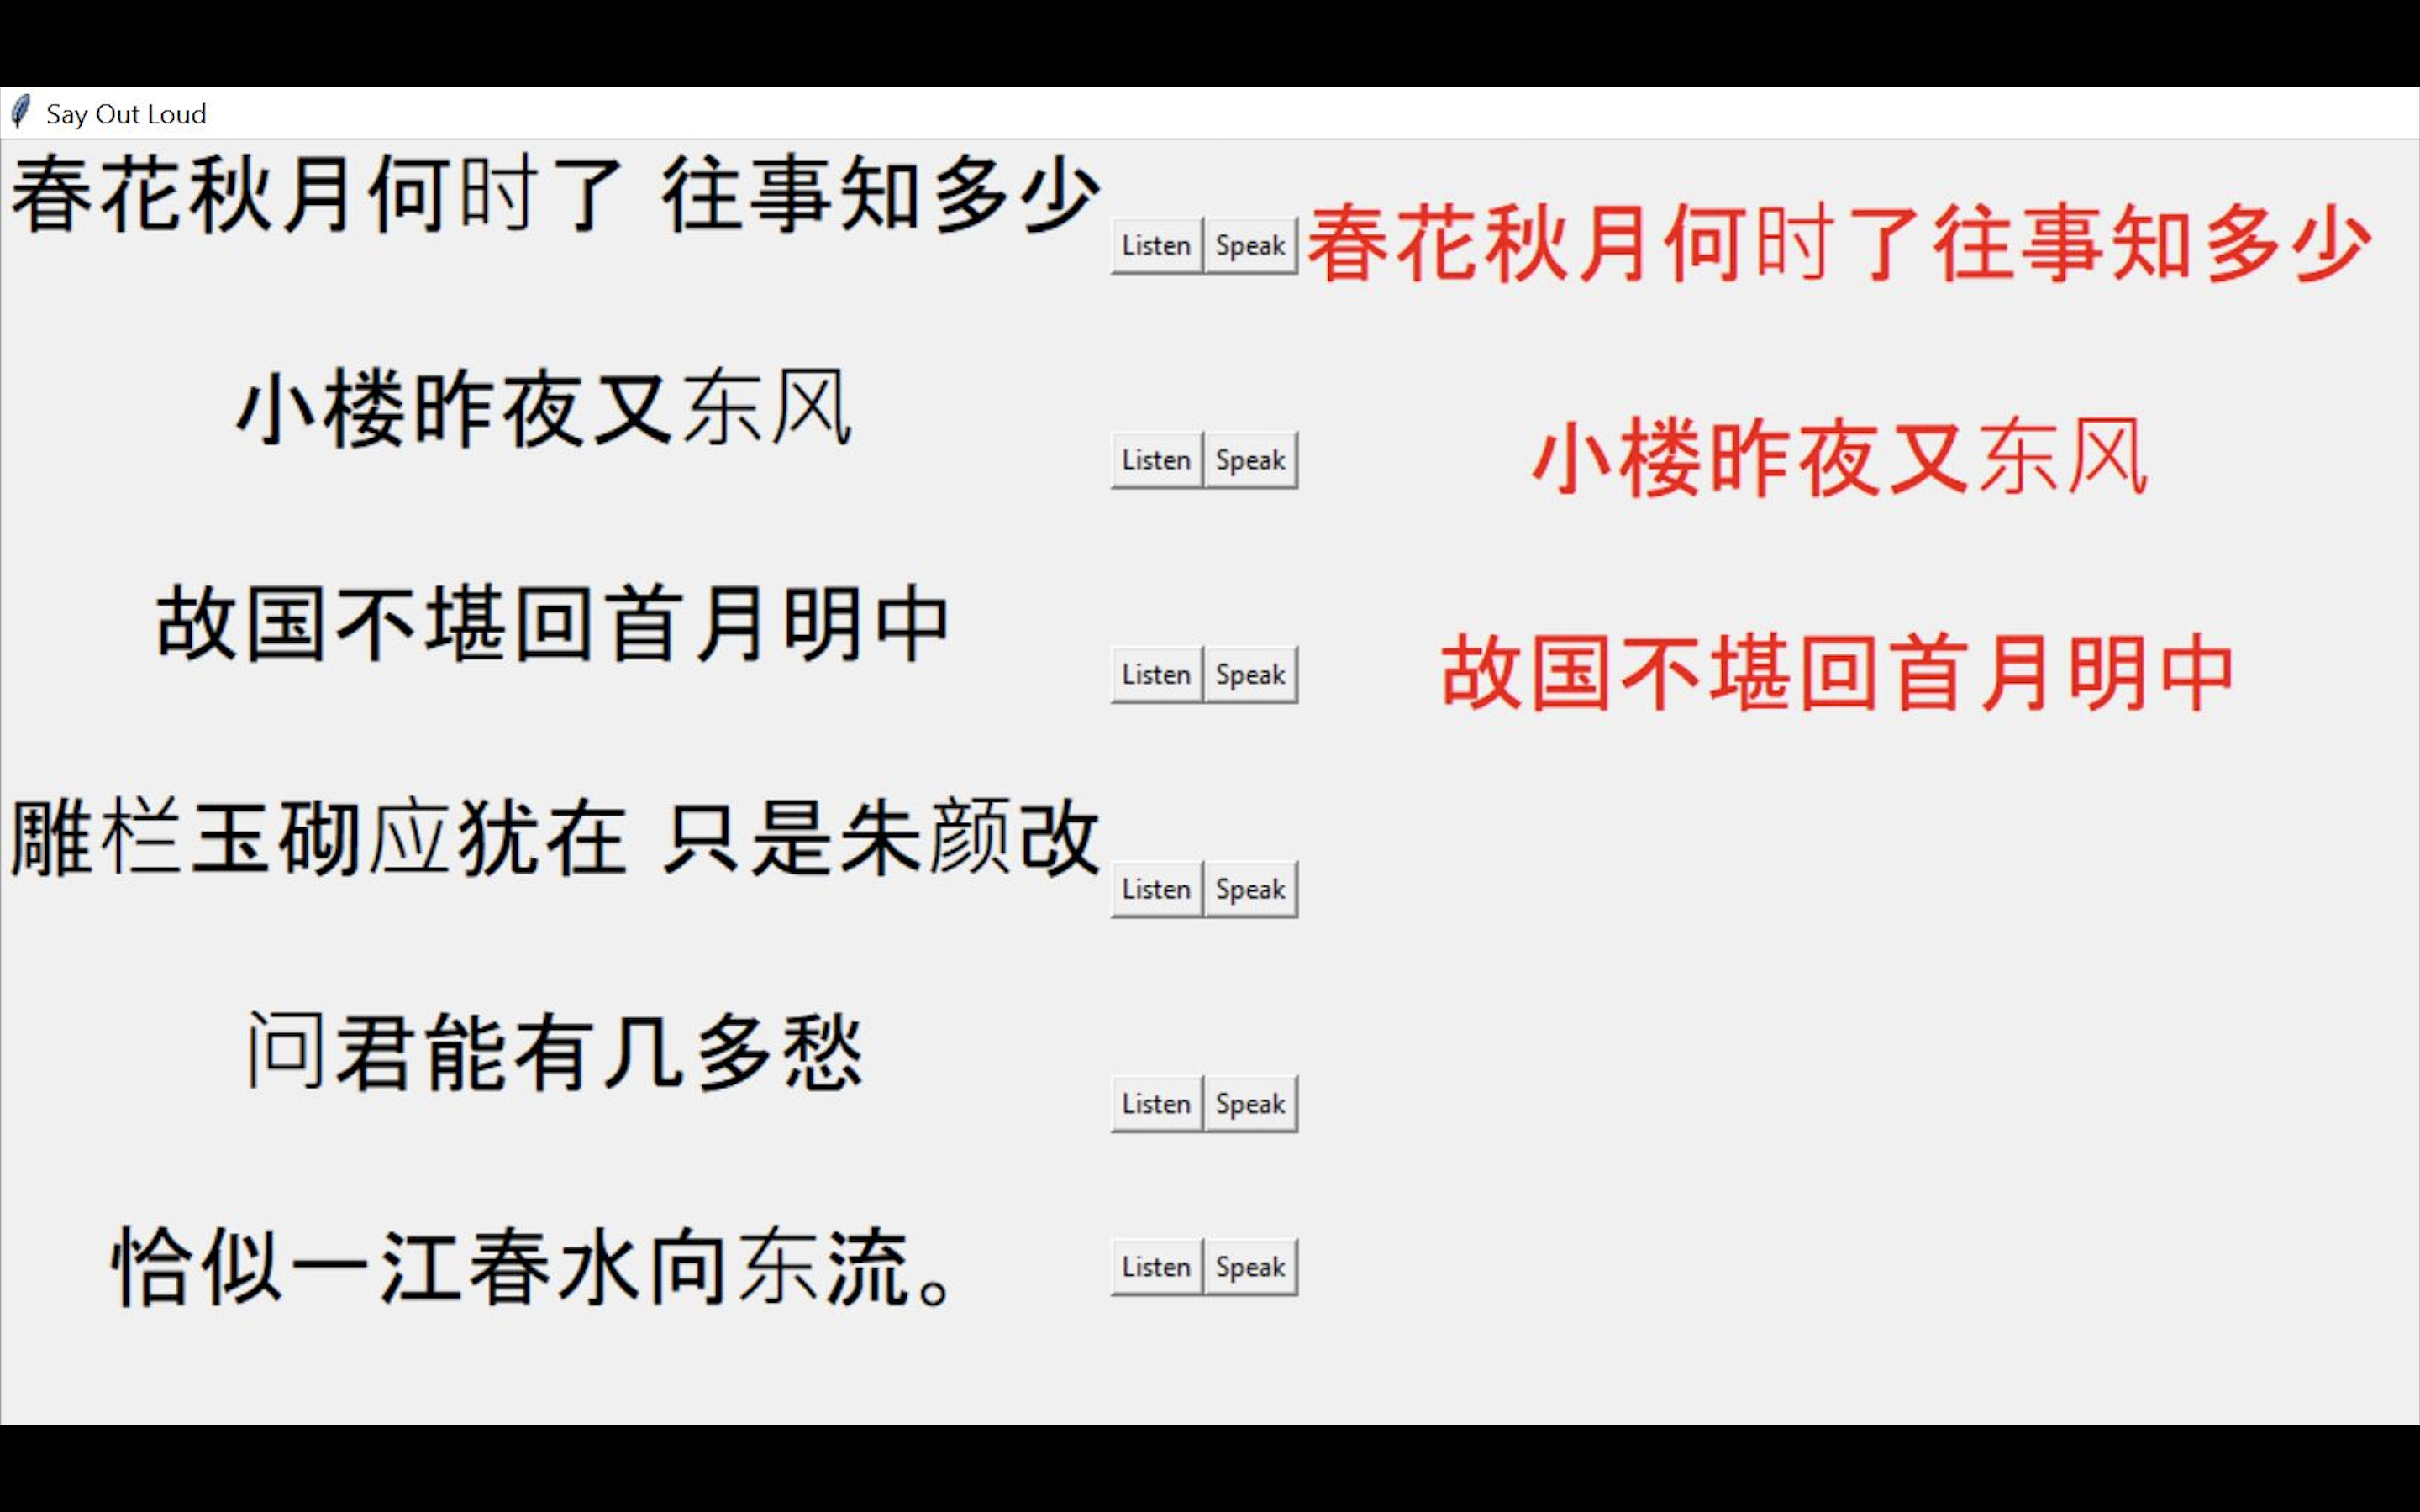 Say Out Loud
春花秋月何时了 往事知多少
Listen Speak
春花秋月何时了往事知多少
小楼昨夜又东风
Listen Speak
小楼昨夜又东风
故国不堪回首月明中
Listen Speak
故国不堪回首月明中
雕栏玉砌应犹在 只是朱颜改
Listen Speak
问君能有几多愁
Listen Speak
恰似一江春水向东流。
Listen Speak